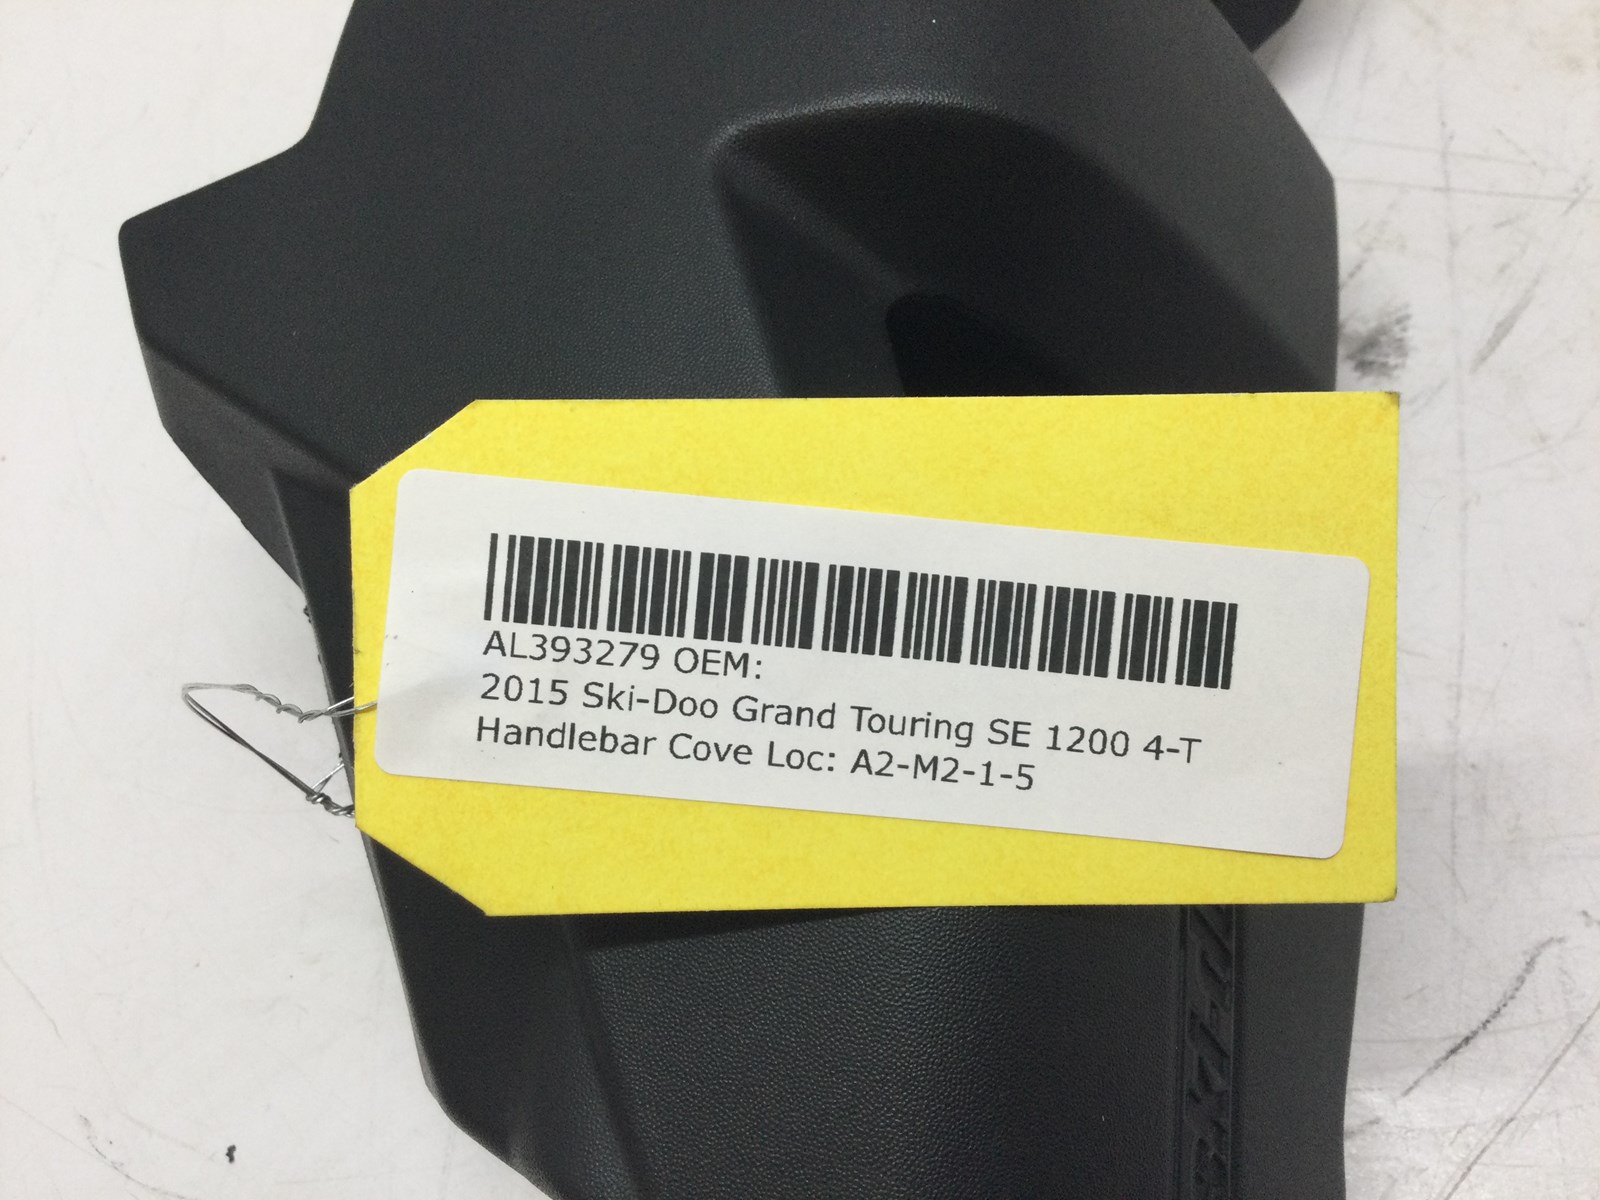 AL393279 OEM:
2015 Ski-Doo Grand Touring SE 1200 4-T
Handlebar Cove Loc: A2-M2-1-5